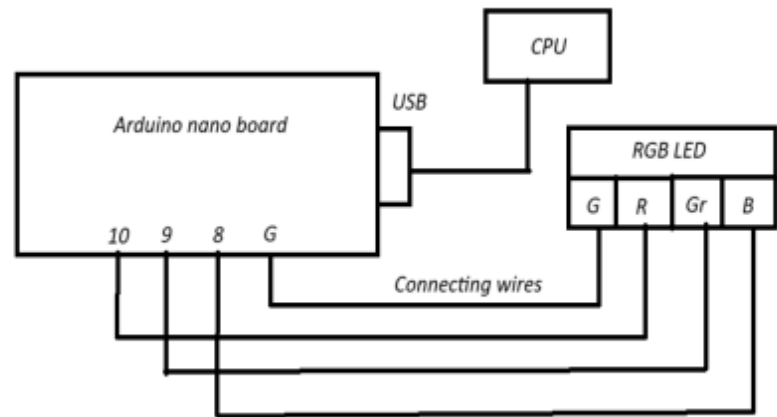 CPU
USB
Arduino nano board
RGB LED
G R Gr B
10 9 8 G
Connecting wires